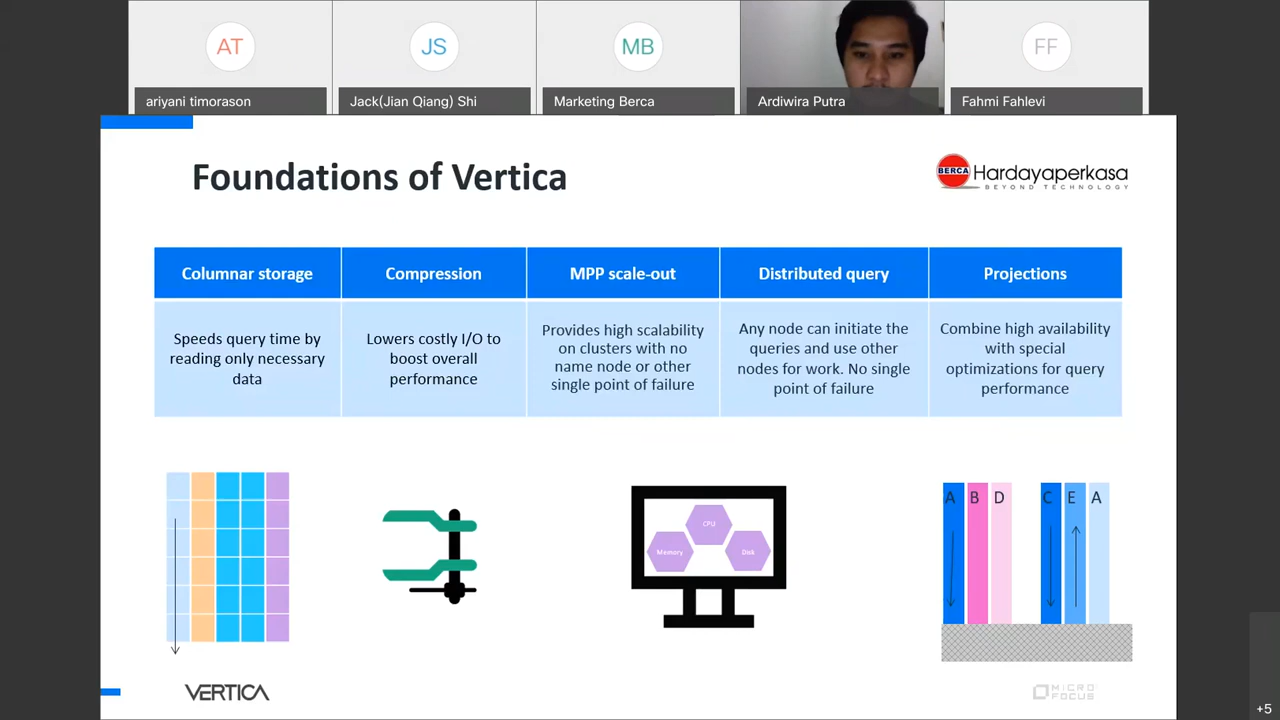 AT
JS
MB
FF
ariyani timorason
Jack(Jian Qiang) Shi
Marketing Berca
Ardiwira Putra
Fahmi Fahlevi
Foundations of Vertica
BERCA Hardayaperkasa
BEYOND TECHNOLOGY
Columnar storage
Compression
MPP scale-out
Distributed query
Projections
Speeds query time by
reading only necessary
data
Lowers costly I/O to
boost overall
performance
Provides high scalability
on clusters with no
name node or other
single point of failure
Any node can initiate the
queries and use other
nodes for work. No single
point of failure
Combine high availability
with special
optimizations for query
performance
CPU
Memory
Disk
A B D C E A
VERTICA
MICRO
FOCUS
+5